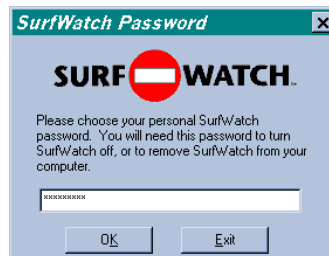 SurfWatch Password
SURF WATCH™
Please choose your personal SurfWatch
password. You will need this password to turn
SurfWatch off, or to remove SurfWatch from your
computer.
×××××××××
OK Exit